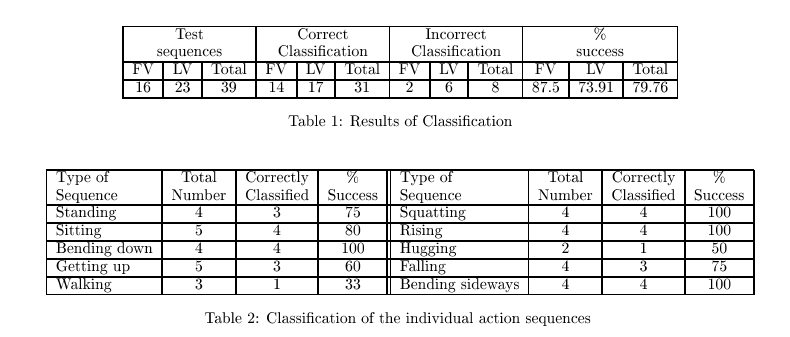 Test Correct Incorrect %
sequences Classification Classification success
FV LV Total FV LV Total FV LV Total FV LV Total
16 23 39 14 17 31 2 6 8 87.5 73.91 79.76
Table 1: Results of Classification
Type of Total Correctly % Type of Total Correctly %
Sequence Number Classified Success Sequence Number Classified Success
Standing 4 3 75 Squatting 4 4 100
Sitting 5 4 80 Rising 4 4 100
Bending down 4 4 100 Hugging 2 1 50
Getting up 5 3 60 Falling 4 3 75
Walking 3 1 33 Bending sideways 4 4 100
Table 2: Classification of the individual action sequences